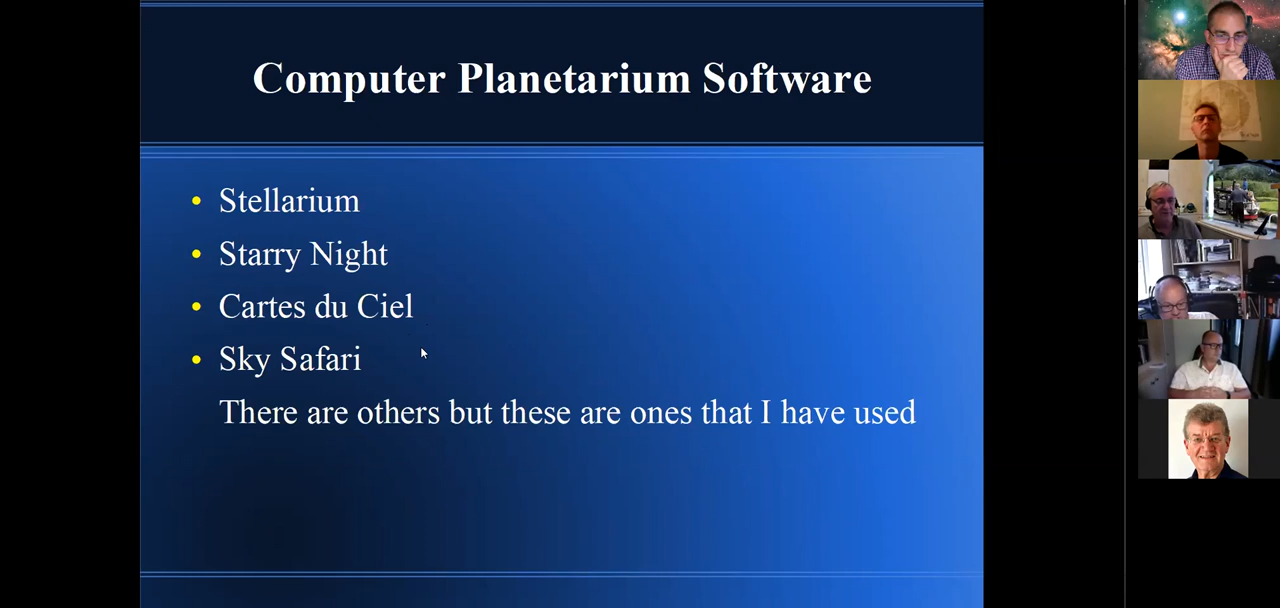 Computer Planetarium Software
• Stellarium
• Starry Night
• Cartes du Ciel
• Sky Safari
There are others but these are ones that I have used